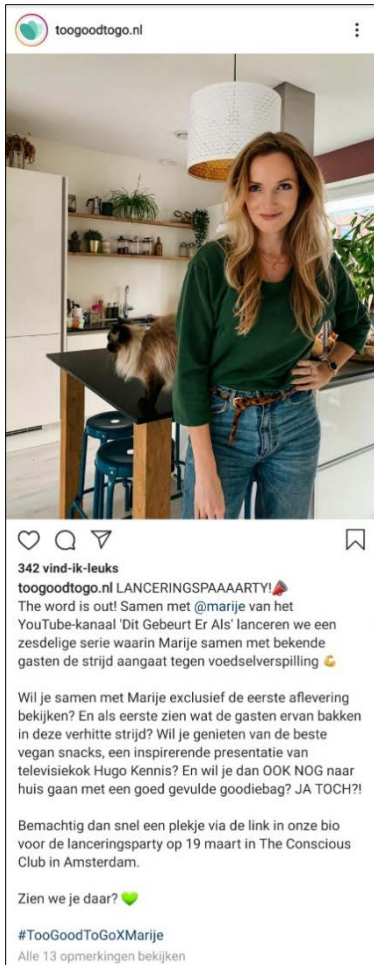 toogoodtogo.nl
342 vind-ik-leuks
toogoodtogo.nl LANCERINGSPAAAARTY!📣
The word is out! Samen met @marije van het
YouTube-kanaal 'Dit Gebeurt Er Als' lanceren we een
zesdelige serie waarin Marije samen met bekende
gasten de strijd aangaat tegen voedselverspilling 💪
Wil je samen met Marije exclusief de eerste aflevering
bekijken? En als eerste zien wat de gasten ervan bakken
in deze verhitte strijd? Wil je genieten van de beste
vegan snacks, een inspirerende presentatie van
televisiekok Hugo Kennis? En wil je dan OOK NOG naar
huis gaan met een goed gevulde goodiebag? JA TOCH?!
Bemachtig dan snel een plekje via de link in onze bio
voor de lanceringsparty op 19 maart in The Conscious
Club in Amsterdam.
Zien we je daar? 💚
#TooGoodToGoXMarije
Alle 13 opmerkingen bekijken